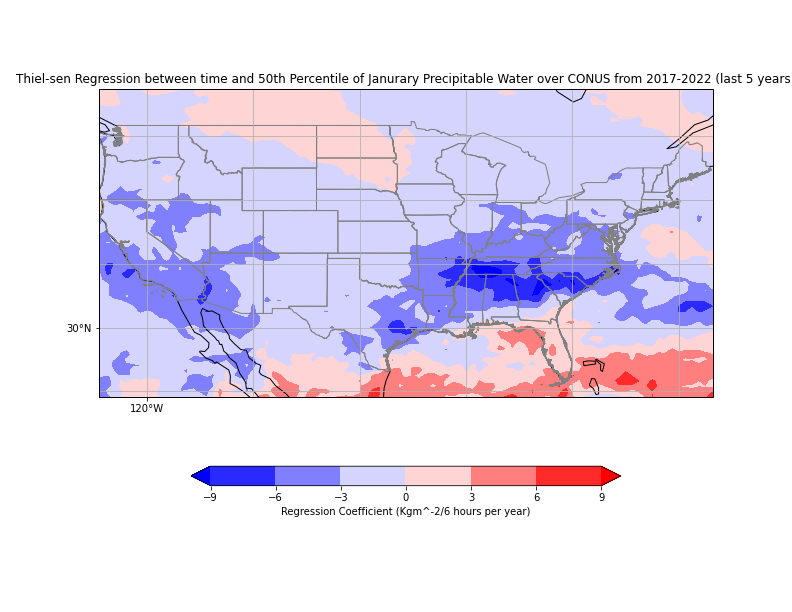 Thiel-sen Regression between time and 50th Percentile of Janurary Precipitable Water over CONUS from 2017-2022 (last 5 years
30°N
120°W
−9 −6 −3 0 3 6 9
Regression Coefficient (Kgm^-2/6 hours per year)